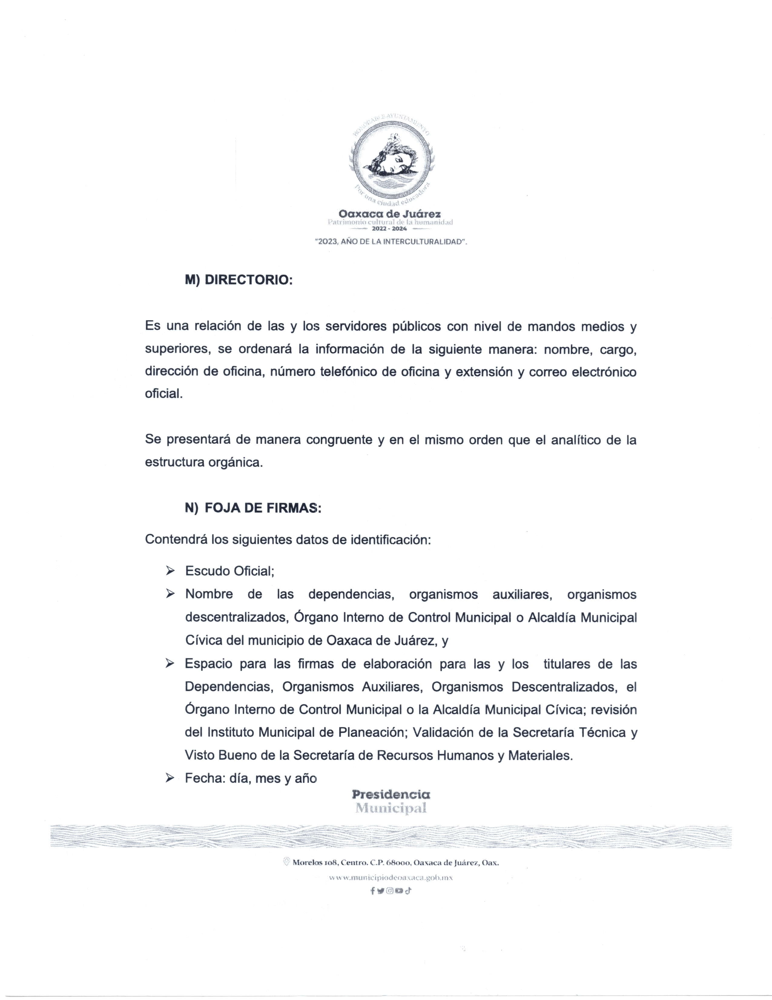 HONORABLE AYUNTAMIENTO
Por una ciudad educadora
Oaxaca de Juárez
Patrimonio cultural de la humanidad
2022 - 2024
"2023, AÑO DE LA INTERCULTURALIDAD".
M) DIRECTORIO:
Es una relación de las y los servidores públicos con nivel de mandos medios y
superiores, se ordenará la información de la siguiente manera: nombre, cargo,
dirección de oficina, número telefónico de oficina y extensión y correo electrónico
oficial.
Se presentará de manera congruente y en el mismo orden que el analítico de la
estructura orgánica.
N) FOJA DE FIRMAS:
Contendrá los siguientes datos de identificación:
➢ Escudo Oficial;
➢ Nombre de las dependencias, organismos auxiliares, organismos
descentralizados, Órgano Interno de Control Municipal o Alcaldía Municipal
Cívica del municipio de Oaxaca de Juárez, y
➢ Espacio para las firmas de elaboración para las y los titulares de las
Dependencias, Organismos Auxiliares, Organismos Descentralizados, el
Órgano Interno de Control Municipal o la Alcaldía Municipal Cívica; revisión
del Instituto Municipal de Planeación; Validación de la Secretaría Técnica y
Visto Bueno de la Secretaría de Recursos Humanos y Materiales.
➢ Fecha: día, mes y año
Presidencia
Municipal
Morelos 108, Centro. C.P. 68000, Oaxaca de Juárez, Oax.
www.municipiodeoaxaca.gob.mx